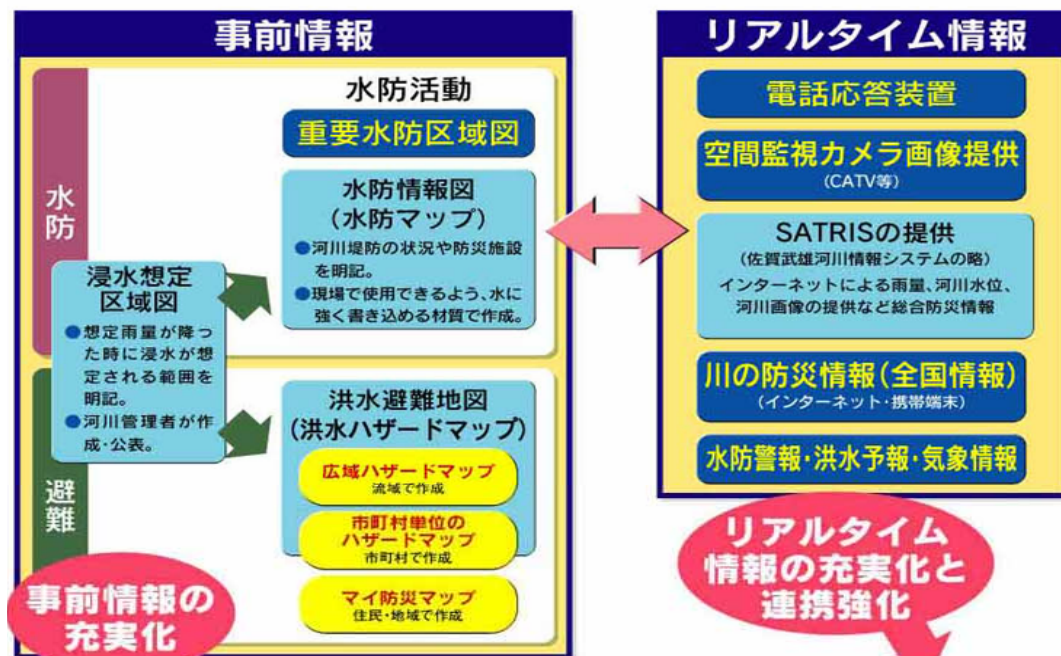 事前情報
水防
水防活動
重要水防区域図
水防情報図
(水防マップ)
●河川堤防の状況や防災施設
を明記。
●現場で使用できるよう、水に
強く書き込める材質で作成。
浸水想定
区域図
●想定雨量が降っ
た時に浸水が想
定される範囲を
明記。
●河川管理者が作
成・公表。
避難
洪水避難地図
(洪水ハザードマップ)
広域ハザードマップ
流域で作成
市町村単位の
ハザードマップ
市町村で作成
マイ防災マップ
住民・地域で作成
事前情報の
充実化
リアルタイム情報
電話応答装置
空間監視カメラ画像提供
(CATV等)
SATRISの提供
(佐賀武雄河川情報システムの略)
インターネットによる雨量、河川水位、
河川画像の提供など総合防災情報
川の防災情報(全国情報)
(インターネット・携帯端末)
水防警報・洪水予報・気象情報
リアルタイム
情報の充実化と
連携強化